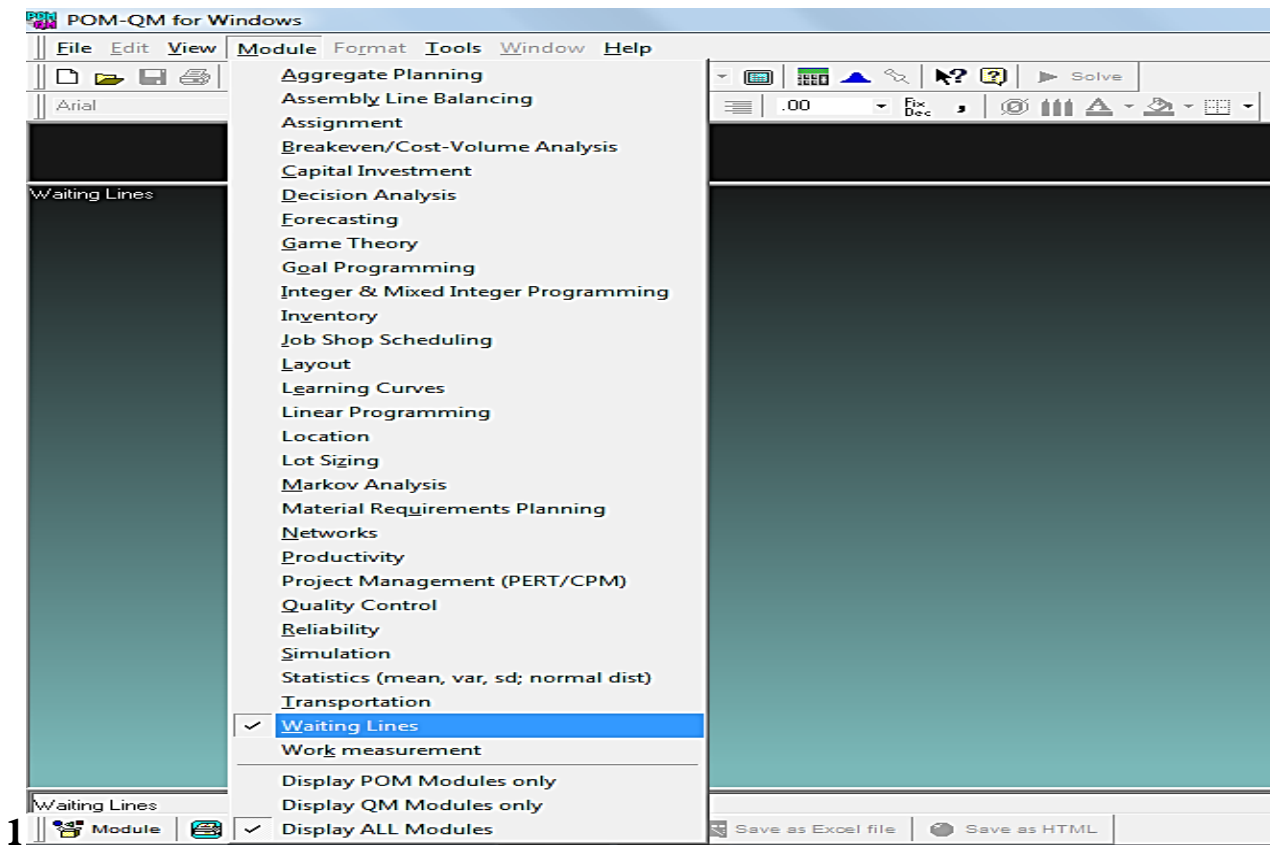 POM QM POM-QM for Windows
File Edit View Module Format Tools Window Help
Aggregate Planning
Solve
Assembly Line Balancing
Arial .00 Fix Dec ,
Assignment
Breakeven/Cost-Volume Analysis
Capital Investment
Waiting Lines
Decision Analysis
Forecasting
Game Theory
Goal Programming
Integer & Mixed Integer Programming
Inventory
Job Shop Scheduling
Layout
Learning Curves
Linear Programming
Location
Lot Sizing
Markov Analysis
Material Requirements Planning
Networks
Productivity
Project Management (PERT/CPM)
Quality Control
Reliability
Simulation
Statistics (mean, var, sd; normal dist)
Transportation
Waiting Lines
Work measurement
Display POM Modules only
Waiting Lines
Display QM Modules only
1 Module
Display ALL Modules
Save as Excel file
Save as HTML